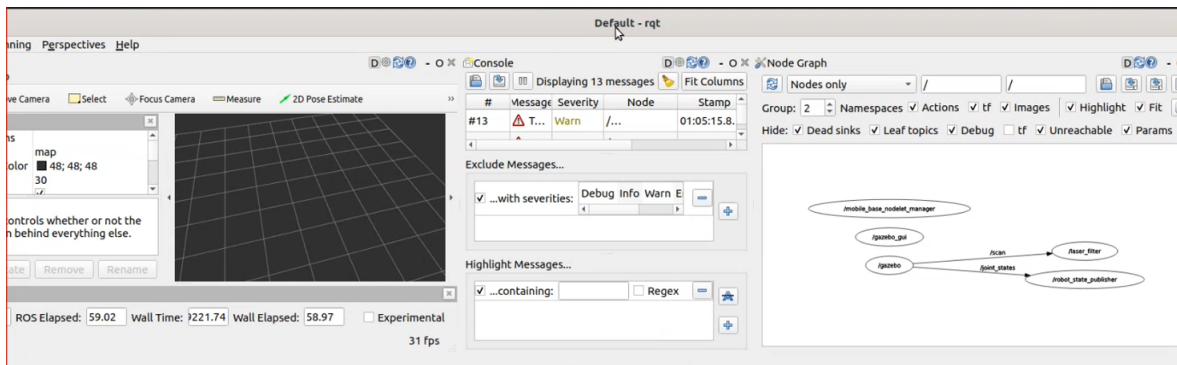 Default - rqt
nning Perspectives Help
ve Camera Select Focus Camera Measure 2D Pose Estimate »
ns
map
olor 48; 48; 48
30
ontrols whether or not the
n behind everything else.
ate Remove Rename
ROS Elapsed: 59.02 Wall Time: 9221.74 Wall Elapsed: 58.97 Experimental
31 fps
Console D - O
Displaying 13 messages Fit Columns
# Message Severity Node Stamp
#13 T... Warn /... 01:05:15.8.
Exclude Messages...
...with severities: Debug Info Warn E
Highlight Messages...
...containing: Regex
Node Graph D -
Nodes only / /
Group: 2 Namespaces Actions tf Images Highlight Fit
Hide: Dead sinks Leaf topics Debug tf Unreachable Params
/mobile_base_nodelet_manager
/gazebo_gui
/gazebo
/scan
/laser_filter
/joint_states
/robot_state_publisher